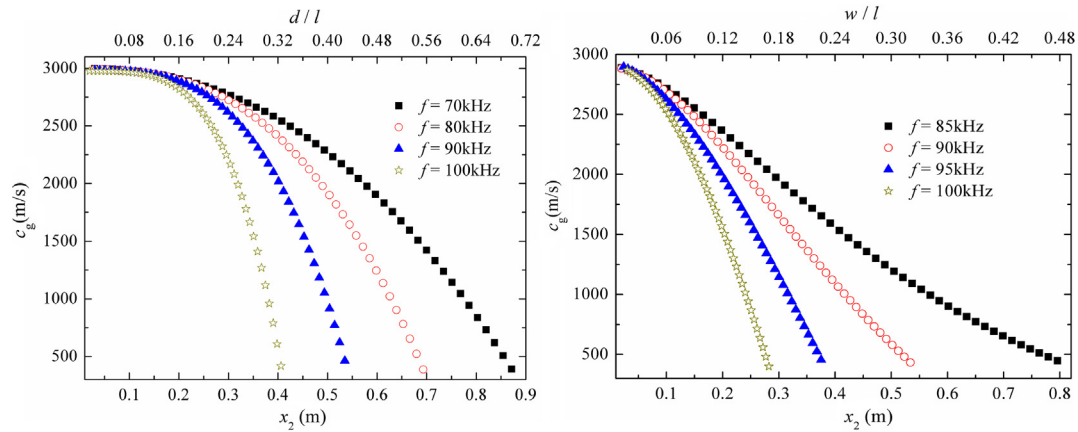 d / l
0.08 0.16 0.24 0.32 0.40 0.48 0.56 0.64 0.72
3000
2500
2000
1500
1000
500
c_g(m/s)
f = 70kHz
f = 80kHz
f = 90kHz
f = 100kHz
0.1 0.2 0.3 0.4 0.5 0.6 0.7 0.8 0.9
x_2 (m)
w / l
0.06 0.12 0.18 0.24 0.30 0.36 0.42 0.48
3000
2500
2000
1500
1000
500
c_g(m/s)
f = 85kHz
f = 90kHz
f = 95kHz
f = 100kHz
0.1 0.2 0.3 0.4 0.5 0.6 0.7 0.8
x_2 (m)